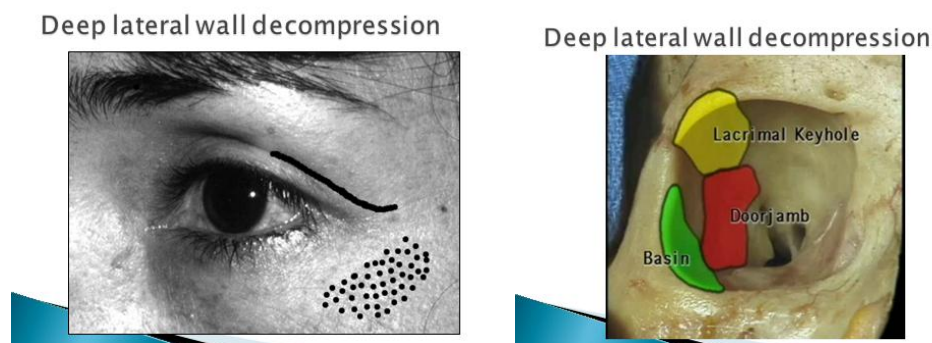 Deep lateral wall decompression
Deep lateral wall decompression
Lacrimal Keyhole
Doorjamb
Basin